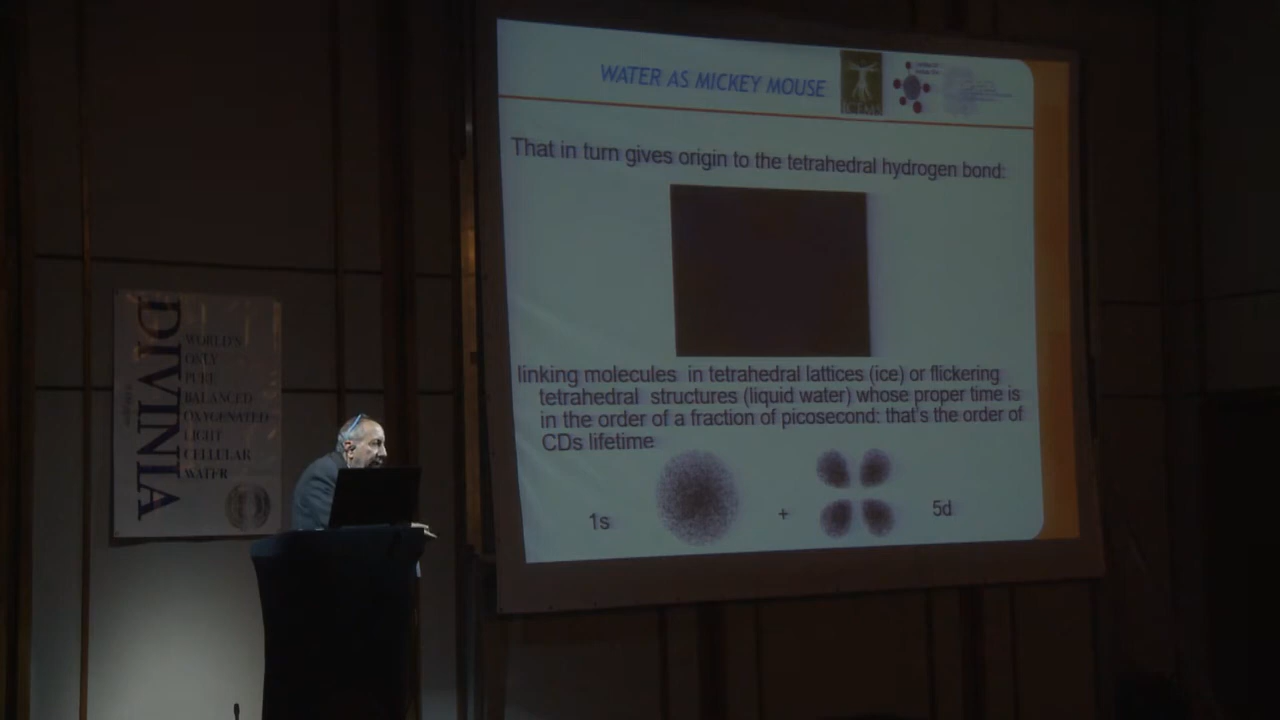 WATER AS MICKEY MOUSE
That in turn gives origin to the tetrahedral hydrogen bond:
linking molecules in tetrahedral lattices (ice) or flickering
tetrahedral structures (liquid water) whose proper time is
in the order of a fraction of picosecond: that's the order of
CDs lifetime
1s
+
5d
DIVINIA
WORLD'S
ONLY
PURE
BALANCED
OXYGENATED
LIGHT
CELLULAR
WATER